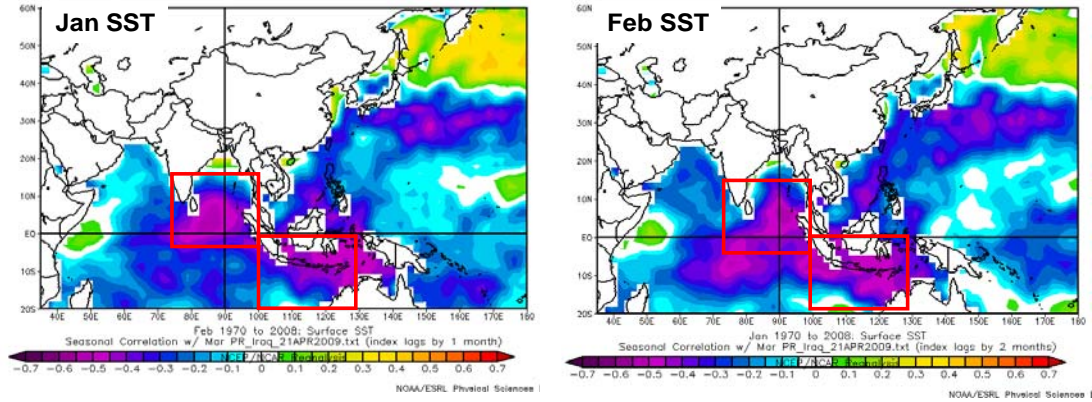 Jan SST
60N
50N
40N
30N
20N
10N
EQ
10S
20S
40E 50E 60E 70E 80E 90E 100E 110E 120E 130E 140E 150E 160E 170E 180
Feb 1970 to 2008: Surface SST
Seasonal Correlation w/ Mar PR_Iraq_21APR2009.txt (index lags by 1 month)
NCEP/NCAR Reanalysis
-0.7 -0.6 -0.5 -0.4 -0.3 -0.2 -0.1 0 0.1 0.2 0.3 0.4 0.5 0.6 0.7
NOAA/ESRL Physical Sciences
Feb SST
60N
50N
40N
30N
20N
10N
EQ
10S
20S
40E 50E 60E 70E 80E 90E 100E 110E 120E 130E 140E 150E 160E 170E 180
Jan 1970 to 2008: Surface SST
Seasonal Correlation w/ Mar PR_Iraq_21APR2009.txt (index lags by 2 months)
NCEP/NCAR Reanalysis
-0.7 -0.6 -0.5 -0.4 -0.3 -0.2 -0.1 0 0.1 0.2 0.3 0.4 0.5 0.6 0.7
NOAA/ESRL Physical Sciences